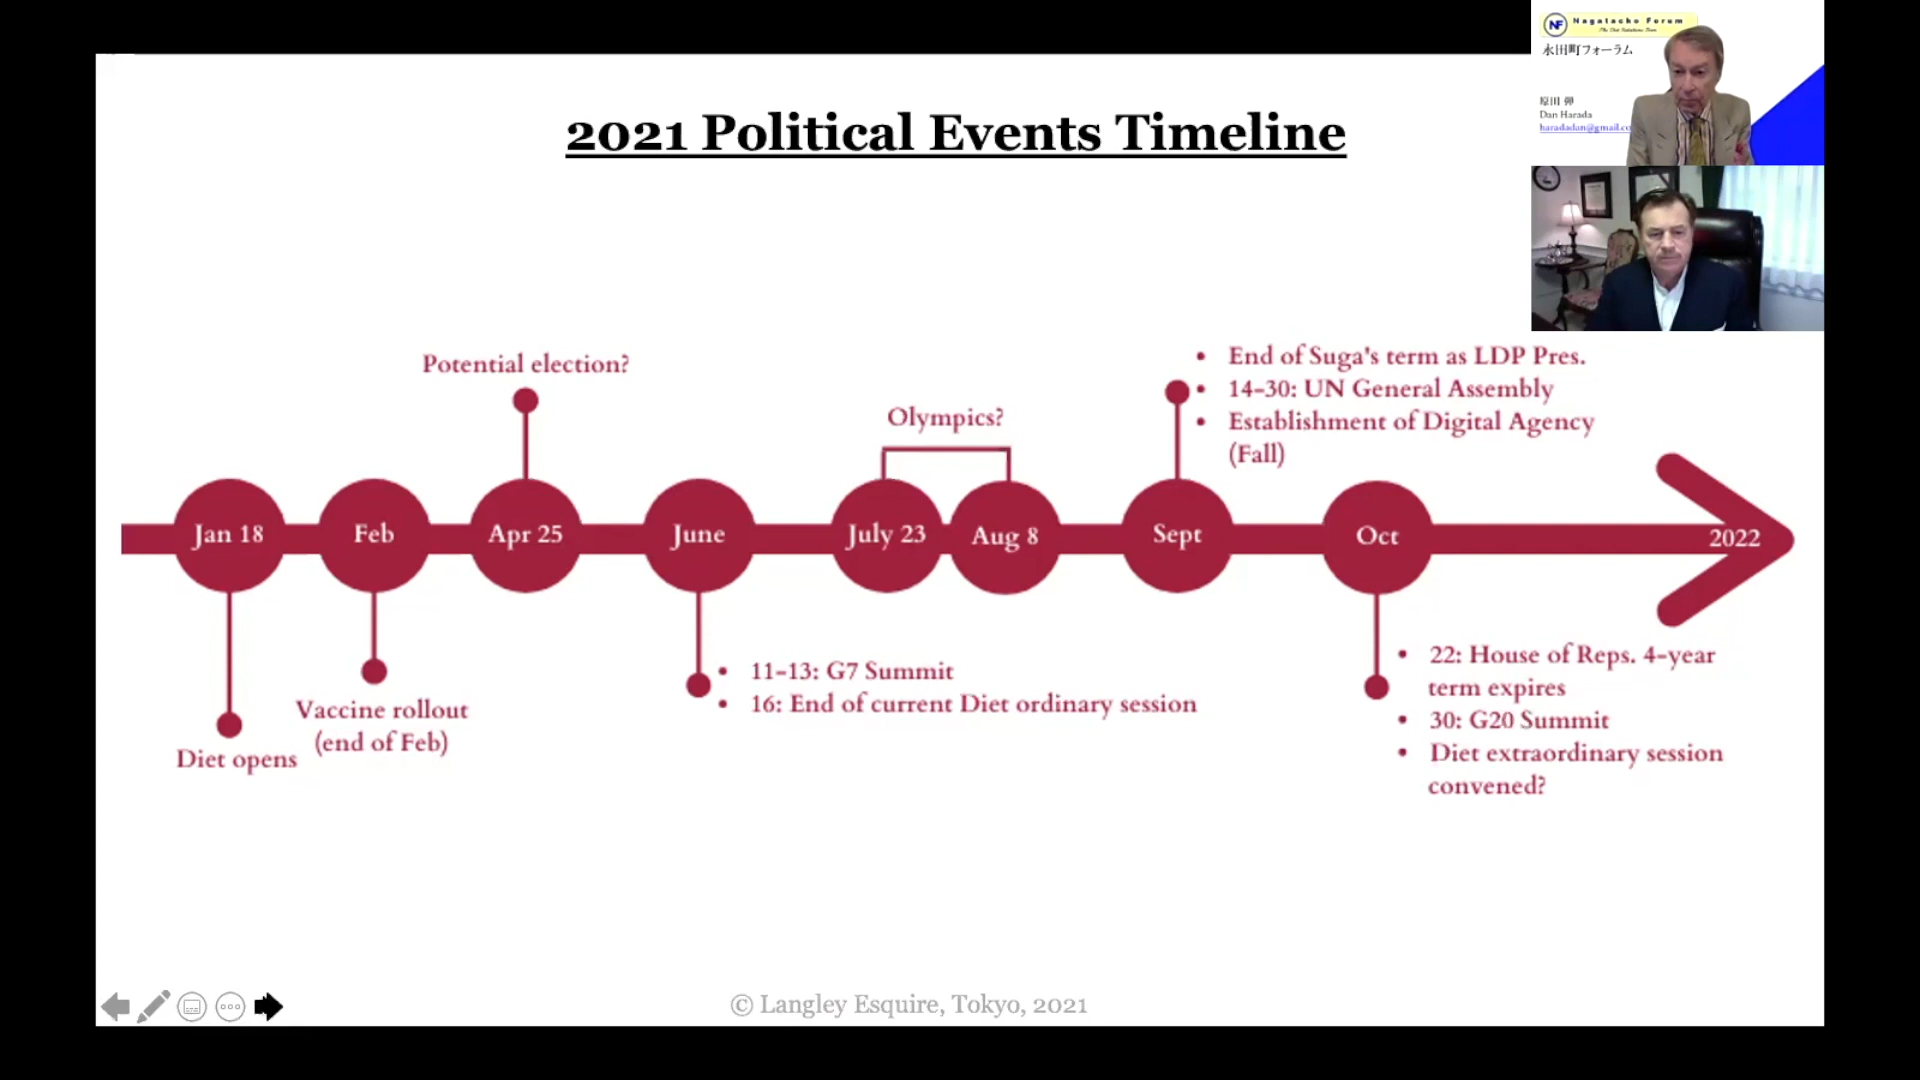 2021 Political Events Timeline
Nagatacho Forum
永田町フォーラム
Dan Harada
haradadan@gmail.co
Potential election?
Olympics?
• End of Suga's term as LDP Pres.
• 14-30: UN General Assembly
• Establishment of Digital Agency
(Fall)
Jan 18
Feb
Apr 25
June
July 23
Aug 8
Sept
Oct
2022
Diet opens
Vaccine rollout
(end of Feb)
• 11-13: G7 Summit
• 16: End of current Diet ordinary session
• 22: House of Reps. 4-year
term expires
• 30: G20 Summit
• Diet extraordinary session
convened?
© Langley Esquire, Tokyo, 2021